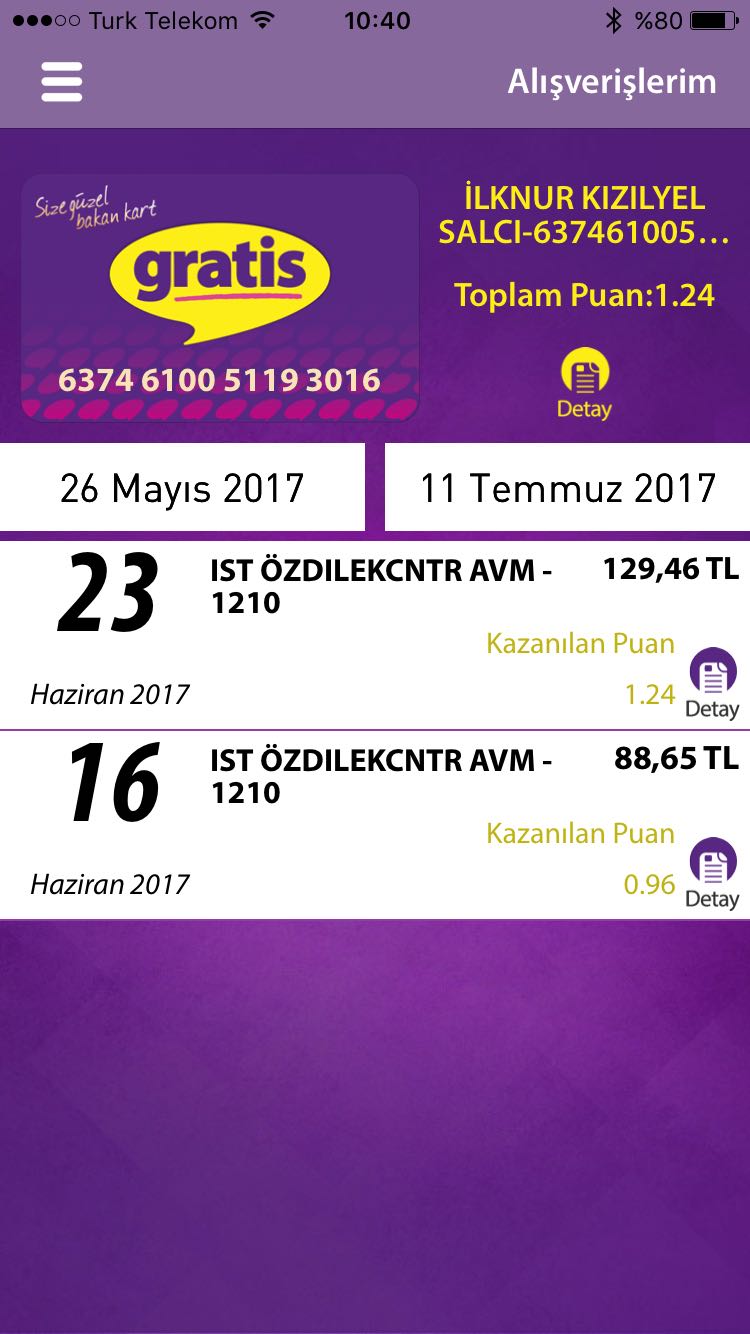 Turk Telekom 10:40 %80
Alışverişlerim
Size güzel
bakan kart
gratis
6374 6100 5119 3016
İLKNUR KIZILYEL
SALCI-637461005...
Toplam Puan:1.24
Detay
26 Mayıs 2017 11 Temmuz 2017
23 IST ÖZDILEKCNTR AVM - 129,46 TL
1210
Kazanılan Puan
Haziran 2017 1.24 Detay
16 IST ÖZDILEKCNTR AVM - 88,65 TL
1210
Kazanılan Puan
Haziran 2017 0.96 Detay